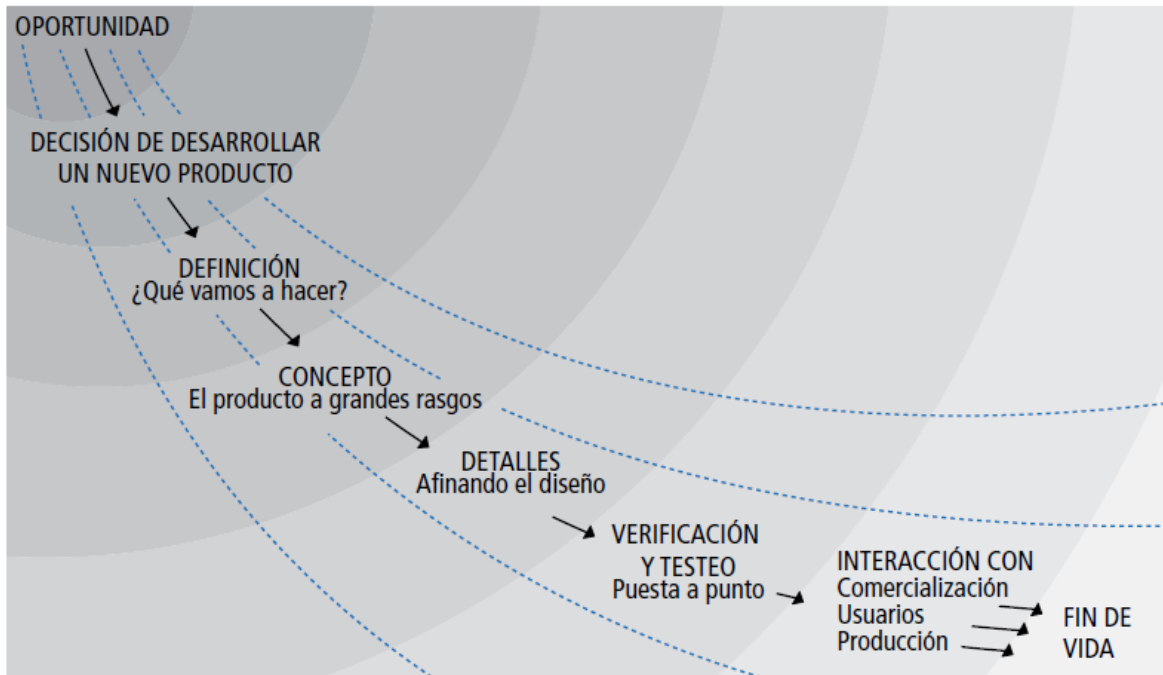 OPORTUNIDAD
DECISIÓN DE DESARROLLAR
UN NUEVO PRODUCTO
DEFINICIÓN
¿Qué vamos a hacer?
CONCEPTO
El producto a grandes rasgos
DETALLES
Afinando el diseño
VERIFICACIÓN
Y TESTEO
Puesta a punto
INTERACCIÓN CON
Comercialización
Usuarios
Producción
FIN DE
VIDA